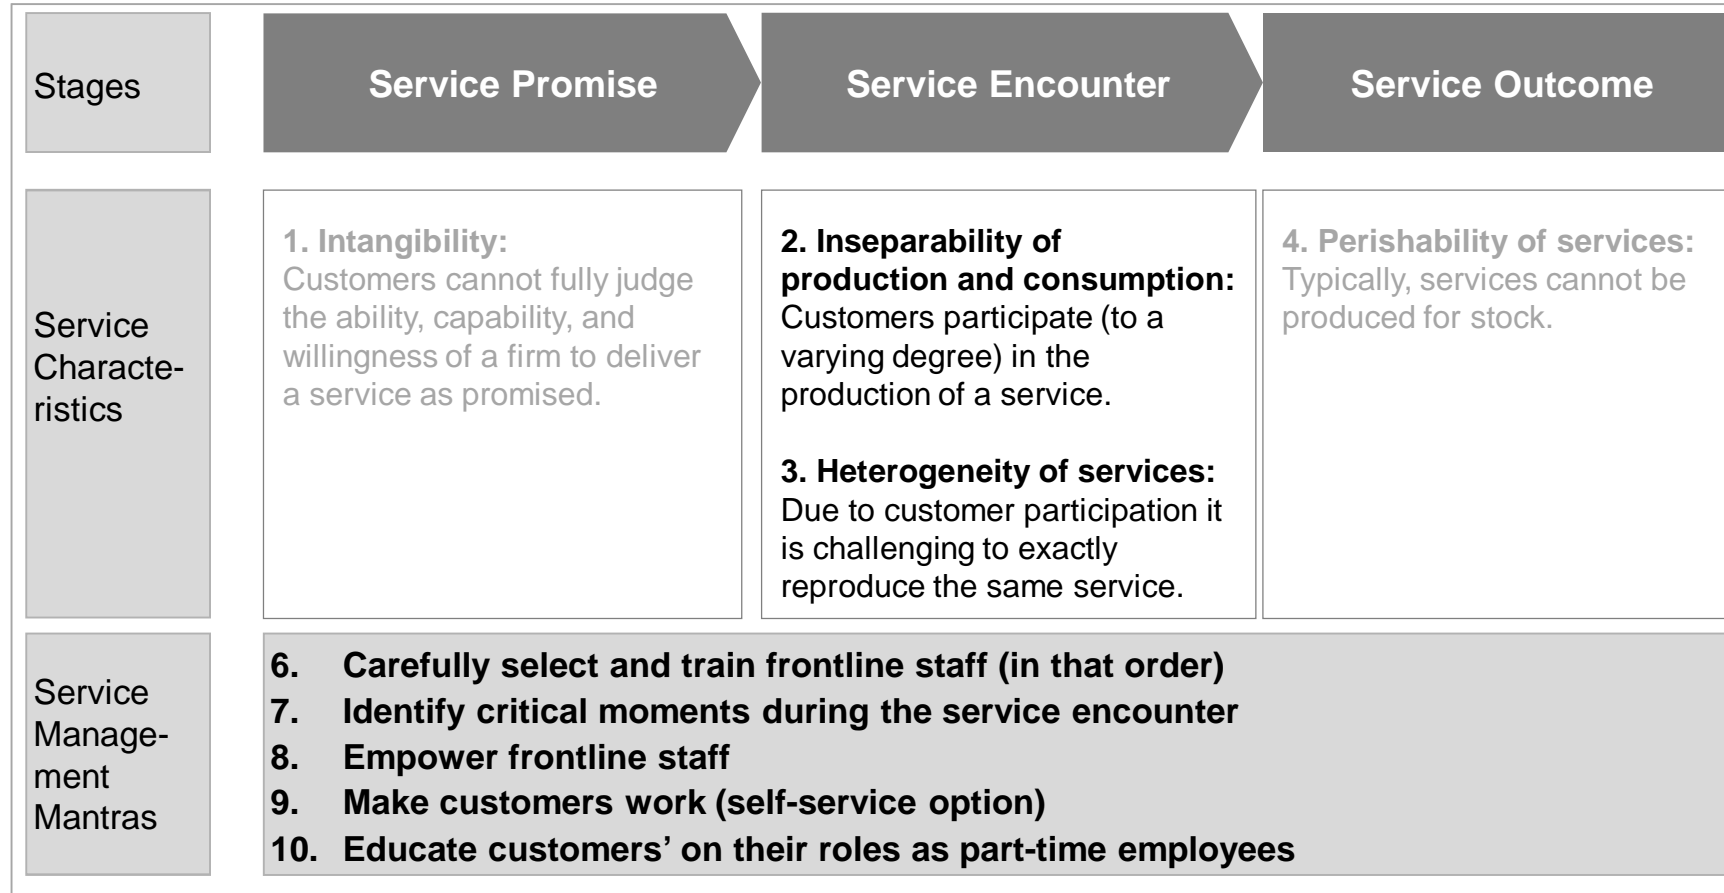 Stages
Service Promise
Service Encounter
Service Outcome
Service
Characte-
ristics
1. Intangibility:
Customers cannot fully judge
the ability, capability, and
willingness of a firm to deliver
a service as promised.
2. Inseparability of
production and consumption:
Customers participate (to a
varying degree) in the
production of a service.
3. Heterogeneity of services:
Due to customer participation it
is challenging to exactly
reproduce the same service.
4. Perishability of services:
Typically, services cannot be
produced for stock.
Service
Manage-
ment
Mantras
6. Carefully select and train frontline staff (in that order)
7. Identify critical moments during the service encounter
8. Empower frontline staff
9. Make customers work (self-service option)
10. Educate customers’ on their roles as part-time employees